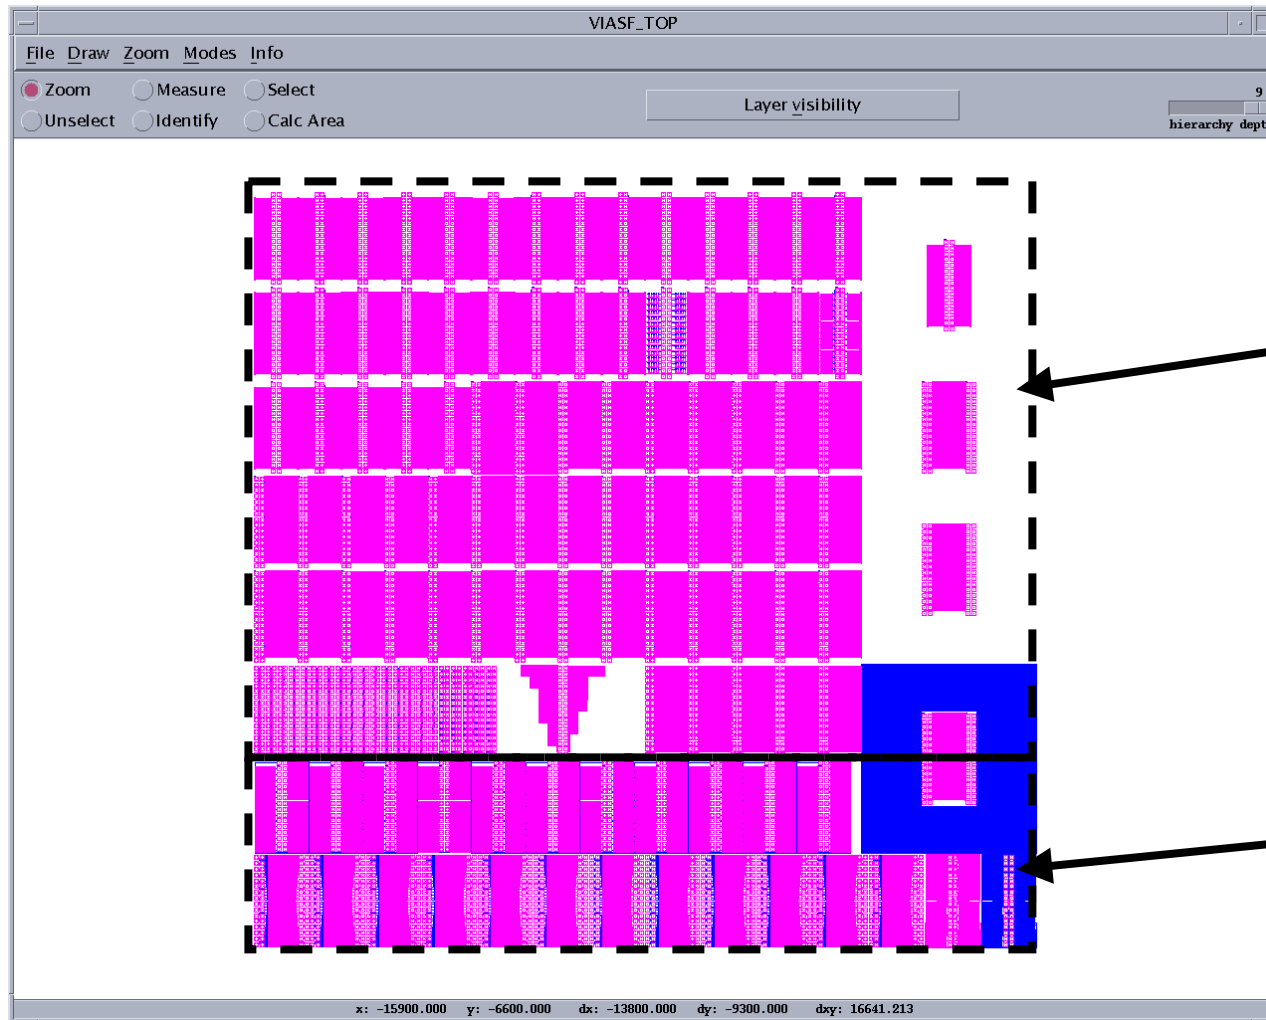 VIASF_TOP
File Draw Zoom Modes Info
Zoom Measure Select
Unselect Identify Calc Area
Layer visibility
9
hierarchy dept
x: -15900.000 y: -6600.000 dx: -13800.000 dy: -9300.000 dxy: 16641.213